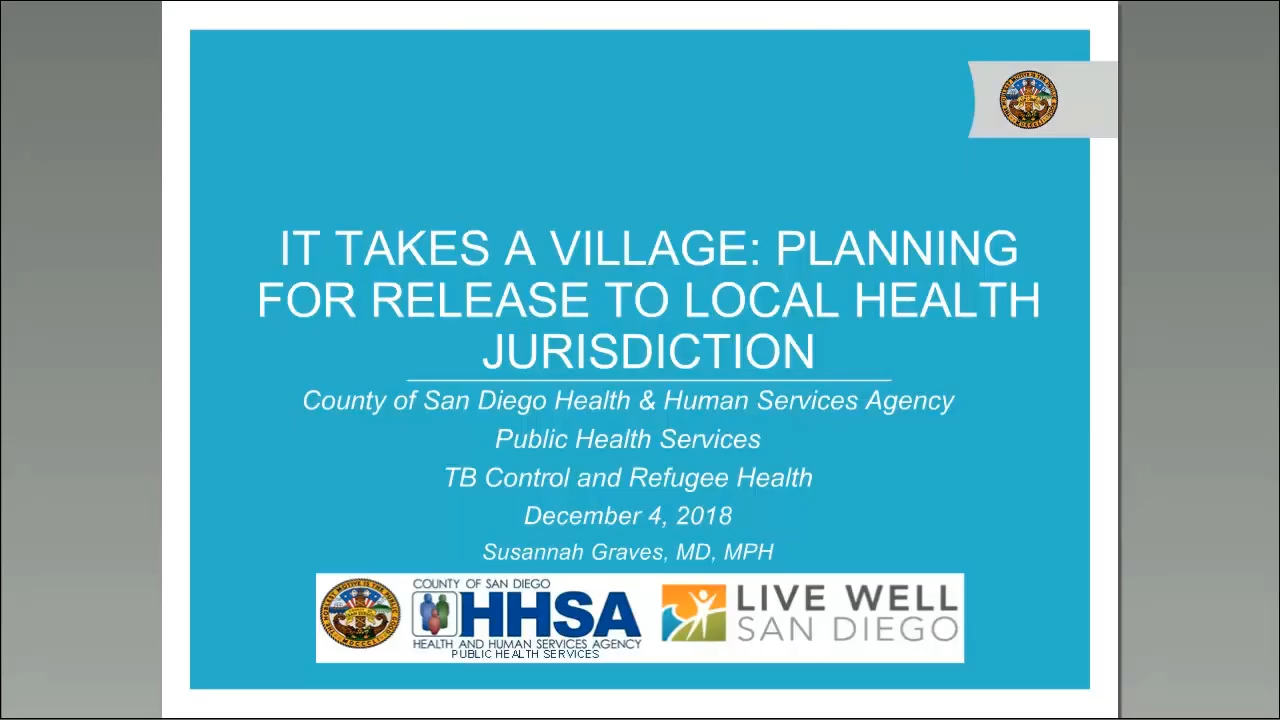 IT TAKES A VILLAGE: PLANNING
FOR RELEASE TO LOCAL HEALTH
JURISDICTION
County of San Diego Health & Human Services Agency
Public Health Services
TB Control and Refugee Health
December 4, 2018
Susannah Graves, MD, MPH
COUNTY OF SAN DIEGO
HHSA
HEALTH AND HUMAN SERVICES AGENCY
PUBLIC HEALTH SERVICES
LIVE WELL
SAN DIEGO